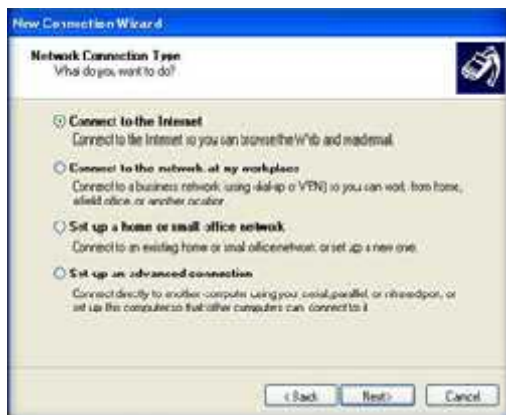 New Connection Wizard
Network Connection Type
What do you want to do?
Connect to the Internet
Connect to the Internet so you can browse the Web and read email.
Connect to the network at my workplace
Connect to a business network (using dial-up or VPN) so you can work from home,
a field office, or another location.
Set up a home or small office network
Connect to an existing home or small office network or set up a new one.
Set up an advanced connection
Connect directly to another computer using your serial, parallel, or infrared port, or
set up this computer so that other computers can connect to it.
< Back
Next >
Cancel